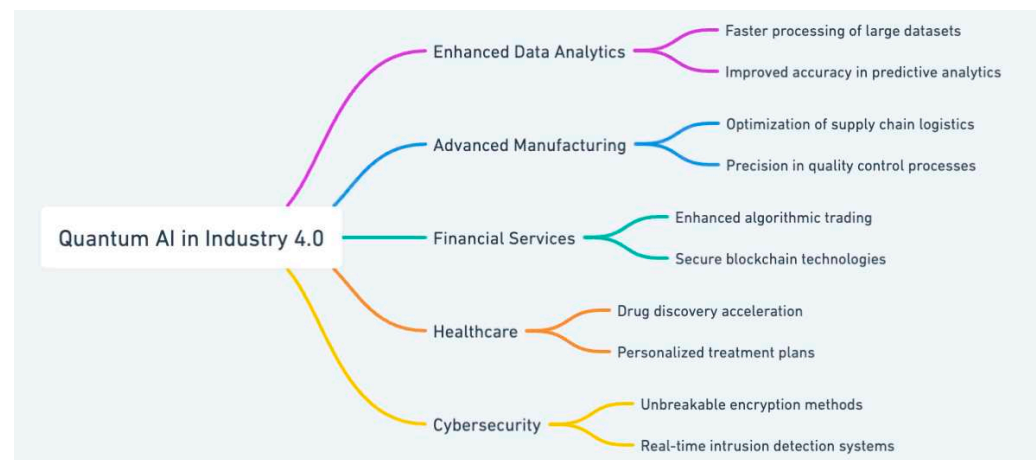 Quantum AI in Industry 4.0
Enhanced Data Analytics
Faster processing of large datasets
Improved accuracy in predictive analytics
Advanced Manufacturing
Optimization of supply chain logistics
Precision in quality control processes
Financial Services
Enhanced algorithmic trading
Secure blockchain technologies
Healthcare
Drug discovery acceleration
Personalized treatment plans
Cybersecurity
Unbreakable encryption methods
Real-time intrusion detection systems